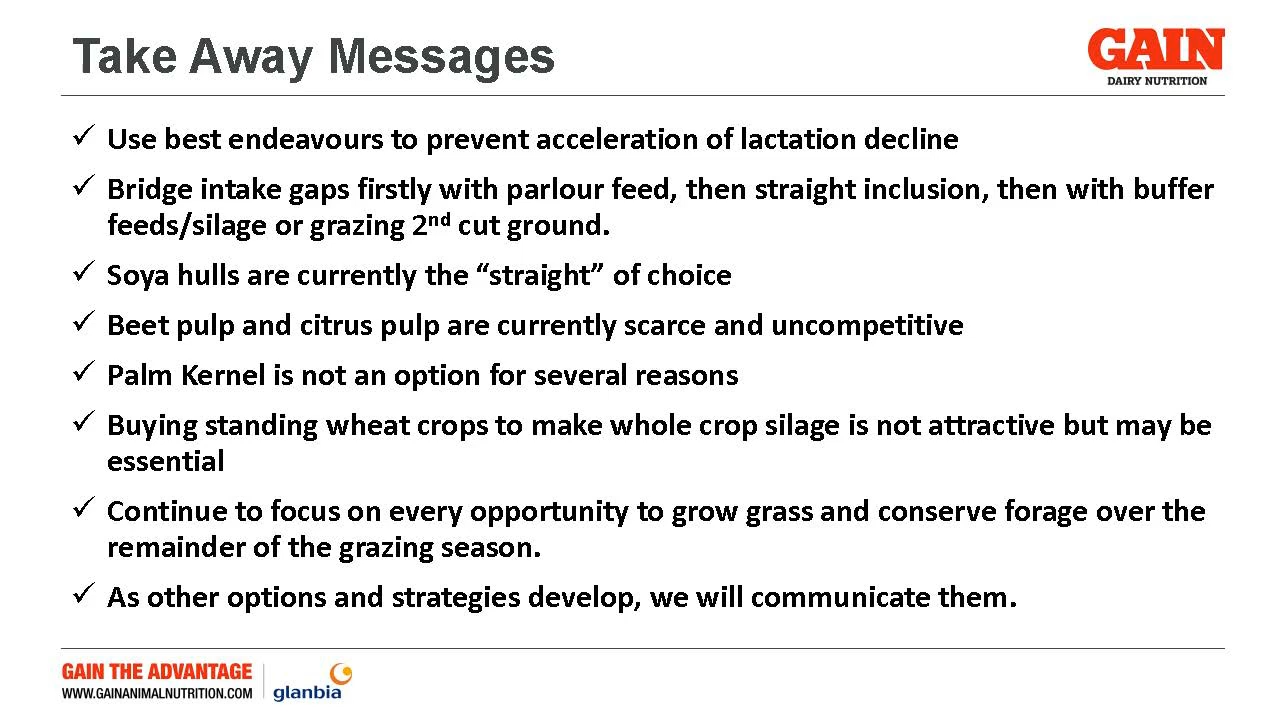 Take Away Messages
GAIN
DAIRY NUTRITION
✓ Use best endeavours to prevent acceleration of lactation decline
✓ Bridge intake gaps firstly with parlour feed, then straight inclusion, then with buffer
feeds/silage or grazing 2nd cut ground.
✓ Soya hulls are currently the “straight” of choice
✓ Beet pulp and citrus pulp are currently scarce and uncompetitive
✓ Palm Kernel is not an option for several reasons
✓ Buying standing wheat crops to make whole crop silage is not attractive but may be
essential
✓ Continue to focus on every opportunity to grow grass and conserve forage over the
remainder of the grazing season.
✓ As other options and strategies develop, we will communicate them.
GAIN THE ADVANTAGE
WWW.GAINANIMALNUTRITION.COM
glanbia